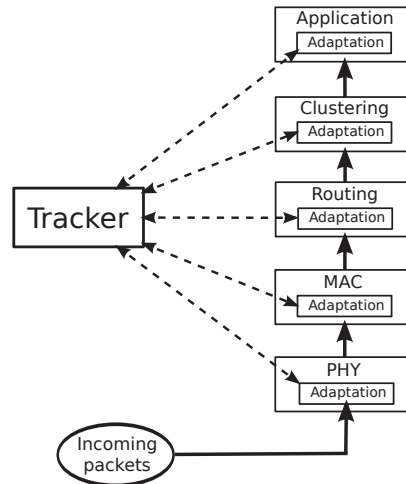 Application
Adaptation
Clustering
Adaptation
Tracker
Routing
Adaptation
MAC
Adaptation
PHY
Adaptation
Incoming
packets